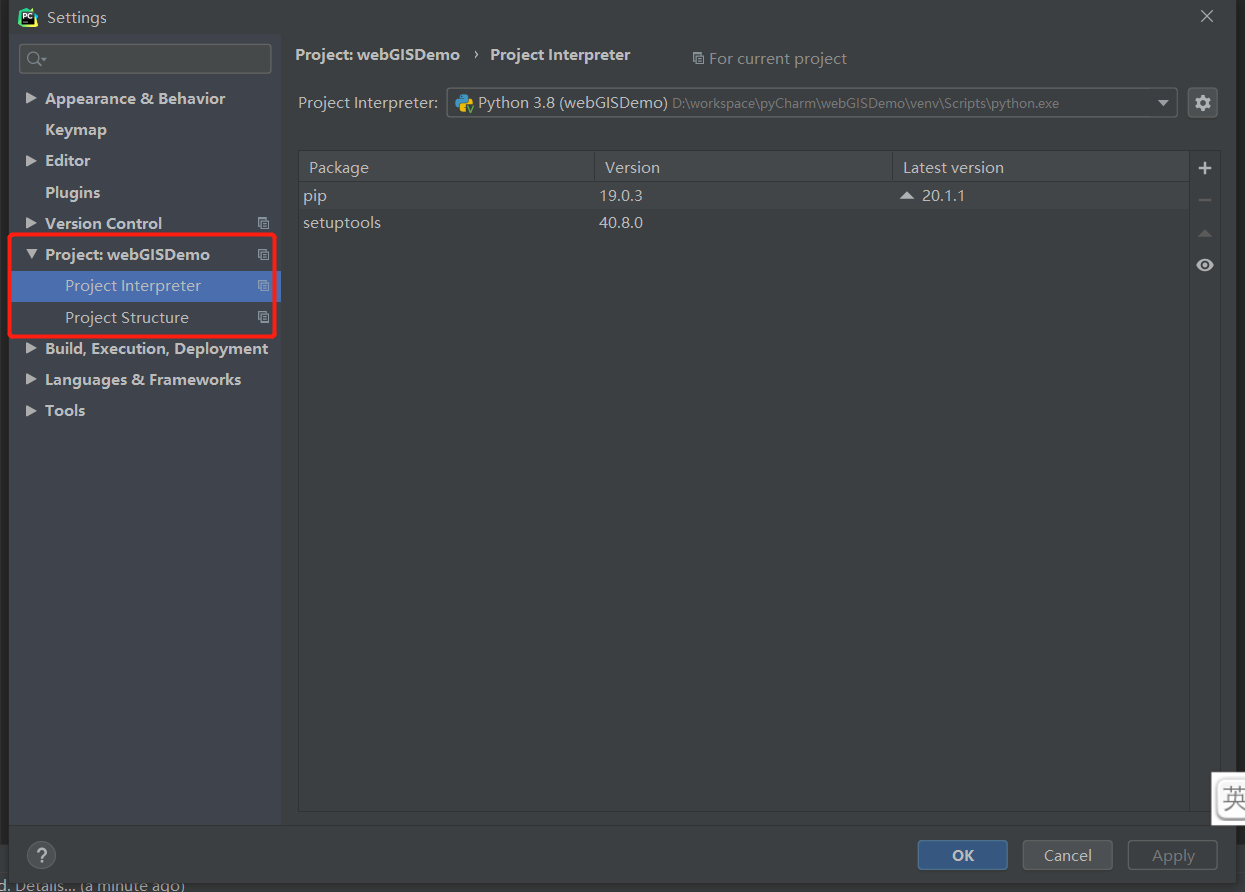 Settings
Project: webGISDemo › Project Interpreter For current project
Appearance & Behavior
Keymap
Editor
Plugins
Version Control
Project: webGISDemo
Project Interpreter
Project Structure
Build, Execution, Deployment
Languages & Frameworks
Tools
Project Interpreter: Python 3.8 (webGISDemo) D:\workspace\pyCharm\webGISDemo\venv\Scripts\python.exe
Package Version Latest version
pip 19.0.3 20.1.1
setuptools 40.8.0
英
? OK Cancel Apply
d. Details... (a minute ago)